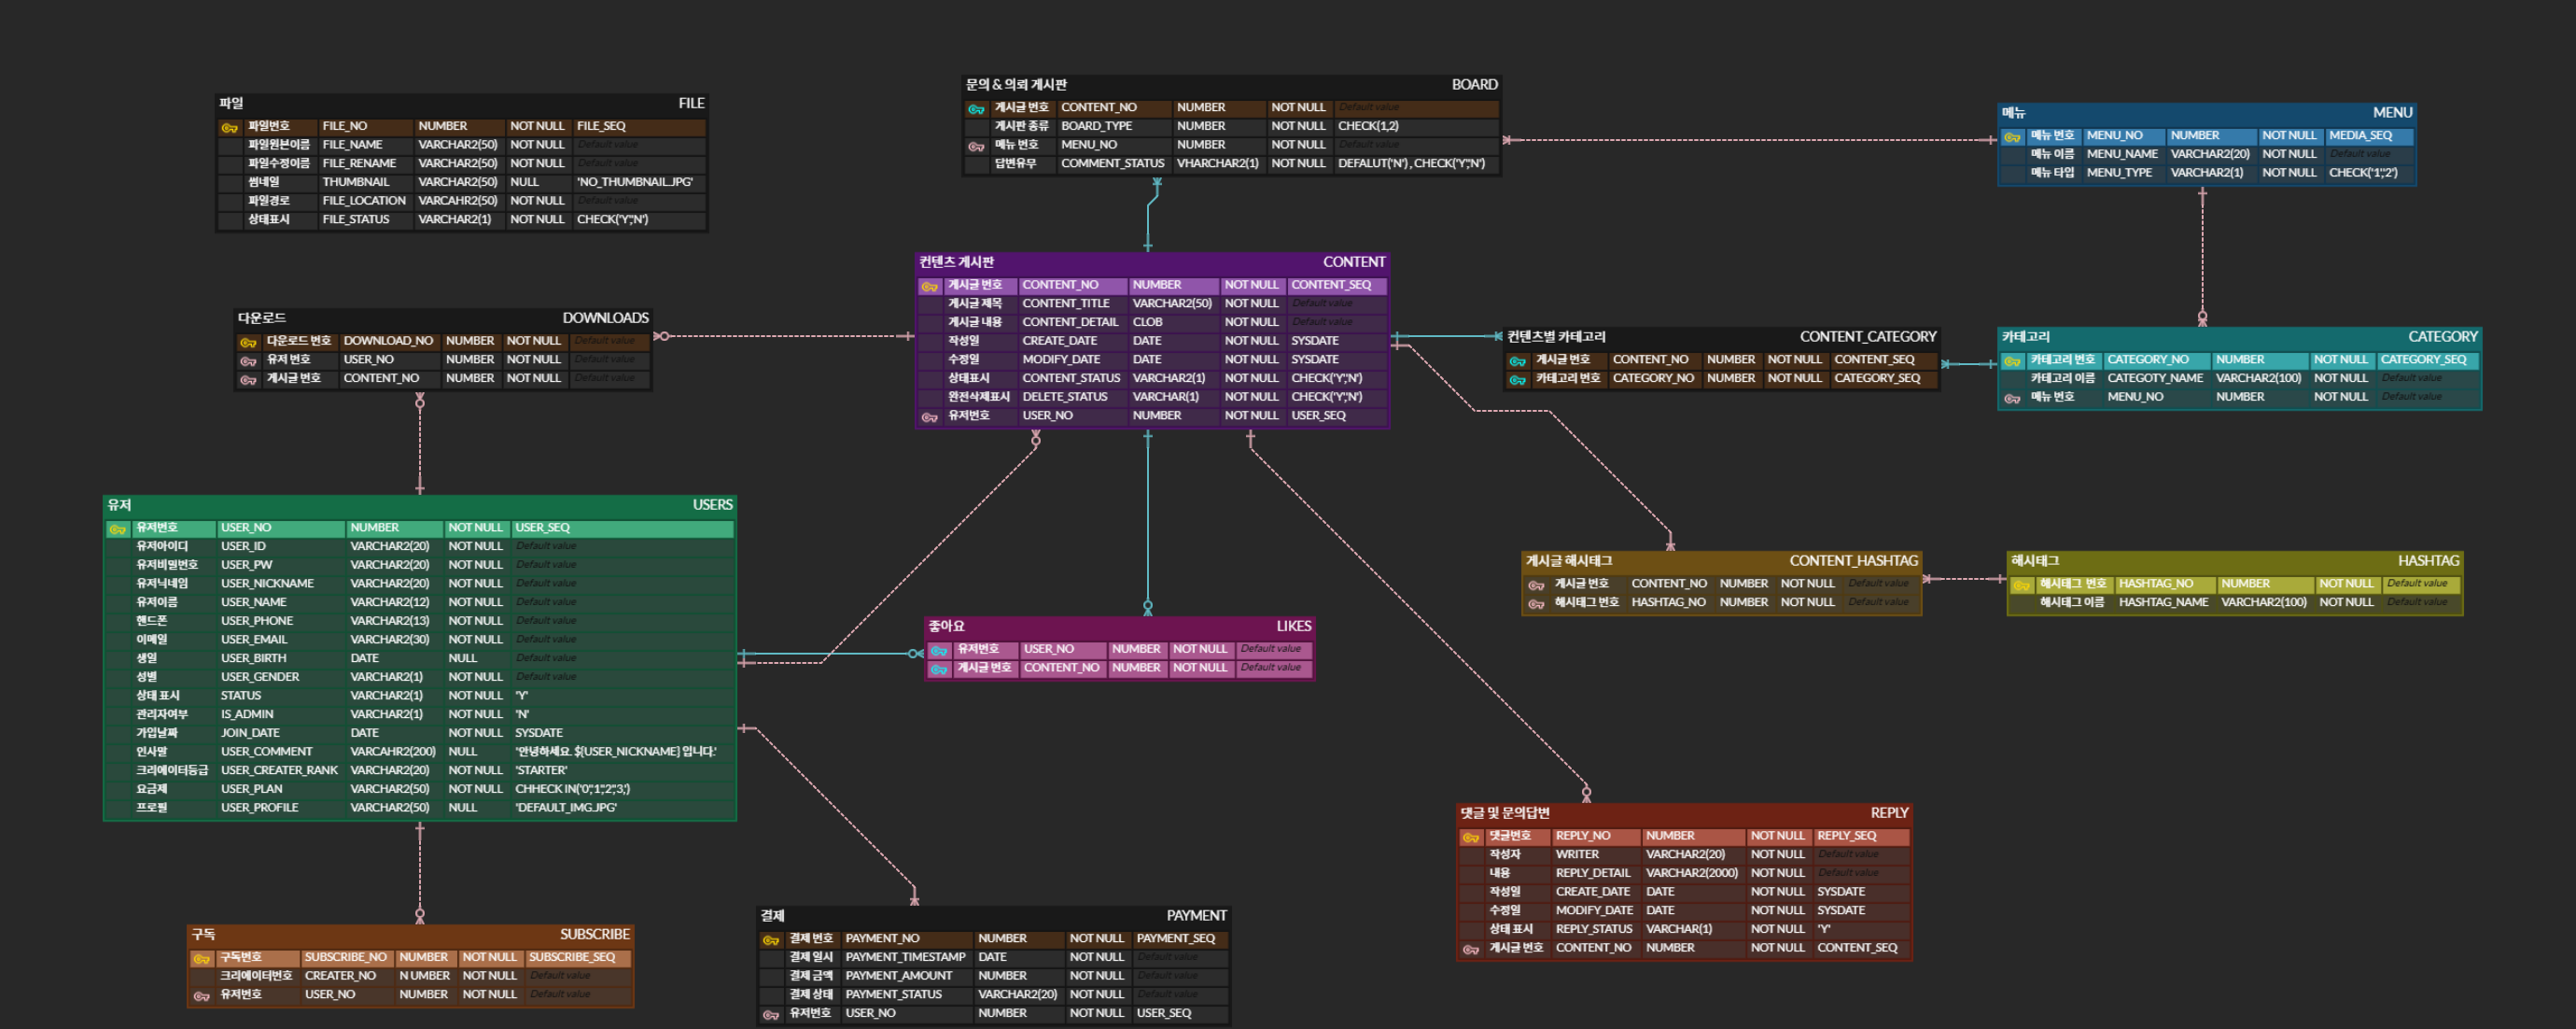 파일 FILE
파일번호 FILE_NO NUMBER NOT NULL FILE_SEQ
파일원본이름 FILE_NAME VARCHAR2(50) NOT NULL Default value
파일수정이름 FILE_RENAME VARCHAR2(50) NOT NULL Default value
썸네일 THUMBNAIL VARCHAR2(50) NULL 'NO_THUMBNAIL.JPG'
파일경로 FILE_LOCATION VARCAHR2(50) NOT NULL Default value
상태표시 FILE_STATUS VARCHAR2(1) NOT NULL CHECK('Y','N')
문의 & 의뢰 게시판 BOARD
게시글 번호 CONTENT_NO NUMBER NOT NULL Default value
게시판 종류 BOARD_TYPE NUMBER NOT NULL CHECK(1,2)
메뉴 번호 MENU_NO NUMBER NOT NULL Default value
답변유무 COMMENT_STATUS VHARCHAR2(1) NOT NULL DEFALUT('N') , CHECK('Y','N')
메뉴 MENU
메뉴 번호 MENU_NO NUMBER NOT NULL MEDIA_SEQ
메뉴 이름 MENU_NAME VARCHAR2(20) NOT NULL Default value
메뉴 타입 MENU_TYPE VARCHAR2(1) NOT NULL CHECK('1','2')
컨텐츠 게시판 CONTENT
게시글 번호 CONTENT_NO NUMBER NOT NULL CONTENT_SEQ
게시글 제목 CONTENT_TITLE VARCHAR2(50) NOT NULL Default value
게시글 내용 CONTENT_DETAIL CLOB NOT NULL Default value
작성일 CREATE_DATE DATE NOT NULL SYSDATE
수정일 MODIFY_DATE DATE NOT NULL SYSDATE
상태표시 CONTENT_STATUS VARCHAR2(1) NOT NULL CHECK('Y','N')
완전삭제표시 DELETE_STATUS VARCHAR(1) NOT NULL CHECK('Y','N')
유저번호 USER_NO NUMBER NOT NULL USER_SEQ
다운로드 DOWNLOADS
다운로드 번호 DOWNLOAD_NO NUMBER NOT NULL Default value
유저 번호 USER_NO NUMBER NOT NULL Default value
게시글 번호 CONTENT_NO NUMBER NOT NULL Default value
컨텐츠별 카테고리 CONTENT_CATEGORY
게시글 번호 CONTENT_NO NUMBER NOT NULL CONTENT_SEQ
카테고리 번호 CATEGORY_NO NUMBER NOT NULL CATEGORY_SEQ
카테고리 CATEGORY
카테고리 번호 CATEGORY_NO NUMBER NOT NULL CATEGORY_SEQ
카테고리 이름 CATEGOTY_NAME VARCHAR2(100) NOT NULL Default value
메뉴 번호 MENU_NO NUMBER NOT NULL Default value
유저 USERS
유저번호 USER_NO NUMBER NOT NULL USER_SEQ
유저아이디 USER_ID VARCHAR2(20) NOT NULL Default value
유저비밀번호 USER_PW VARCHAR2(20) NOT NULL Default value
유저닉네임 USER_NICKNAME VARCHAR2(20) NOT NULL Default value
유저이름 USER_NAME VARCHAR2(12) NOT NULL Default value
핸드폰 USER_PHONE VARCHAR2(13) NOT NULL Default value
이메일 USER_EMAIL VARCHAR2(30) NOT NULL Default value
생일 USER_BIRTH DATE NULL Default value
성별 USER_GENDER VARCHAR2(1) NOT NULL Default value
상태 표시 STATUS VARCHAR2(1) NOT NULL 'Y'
관리자여부 IS_ADMIN VARCHAR2(1) NOT NULL 'N'
가입날짜 JOIN_DATE DATE NOT NULL SYSDATE
인사말 USER_COMMENT VARCAHR2(200) NULL '안녕하세요. ${USER_NICKNAME} 입니다.'
크리에이터등급 USER_CREATER_RANK VARCHAR2(20) NOT NULL 'STARTER'
요금제 USER_PLAN VARCHAR2(50) NOT NULL CHHECK IN('0','1','2','3,')
프로필 USER_PROFILE VARCHAR2(50) NULL 'DEFAULT_IMG.JPG'
게시글 해시태그 CONTENT_HASHTAG
게시글 번호 CONTENT_NO NUMBER NOT NULL Default value
해시태그 번호 HASHTAG_NO NUMBER NOT NULL Default value
해시태그 HASHTAG
해시태그 번호 HASHTAG_NO NUMBER NOT NULL Default value
해시태그 이름 HASHTAG_NAME VARCHAR2(100) NOT NULL Default value
좋아요 LIKES
유저번호 USER_NO NUMBER NOT NULL Default value
게시글 번호 CONTENT_NO NUMBER NOT NULL Default value
댓글 및 문의답변 REPLY
댓글번호 REPLY_NO NUMBER NOT NULL REPLY_SEQ
작성자 WRITER VARCHAR2(20) NOT NULL Default value
내용 REPLY_DETAIL VARCHAR2(2000) NOT NULL Default value
작성일 CREATE_DATE DATE NOT NULL SYSDATE
수정일 MODIFY_DATE DATE NOT NULL SYSDATE
상태 표시 REPLY_STATUS VARCHAR(1) NOT NULL 'Y'
게시글 번호 CONTENT_NO NUMBER NOT NULL CONTENT_SEQ
구독 SUBSCRIBE
구독번호 SUBSCRIBE_NO NUMBER NOT NULL SUBSCRIBE_SEQ
크리에이터번호 CREATER_NO N UMBER NOT NULL Default value
유저번호 USER_NO NUMBER NOT NULL Default value
결제 PAYMENT
결제 번호 PAYMENT_NO NUMBER NOT NULL PAYMENT_SEQ
결제 일시 PAYMENT_TIMESTAMP DATE NOT NULL Default value
결제 금액 PAYMENT_AMOUNT NUMBER NOT NULL Default value
결제 상태 PAYMENT_STATUS VARCHAR2(20) NOT NULL Default value
유저번호 USER_NO NUMBER NOT NULL USER_SEQ